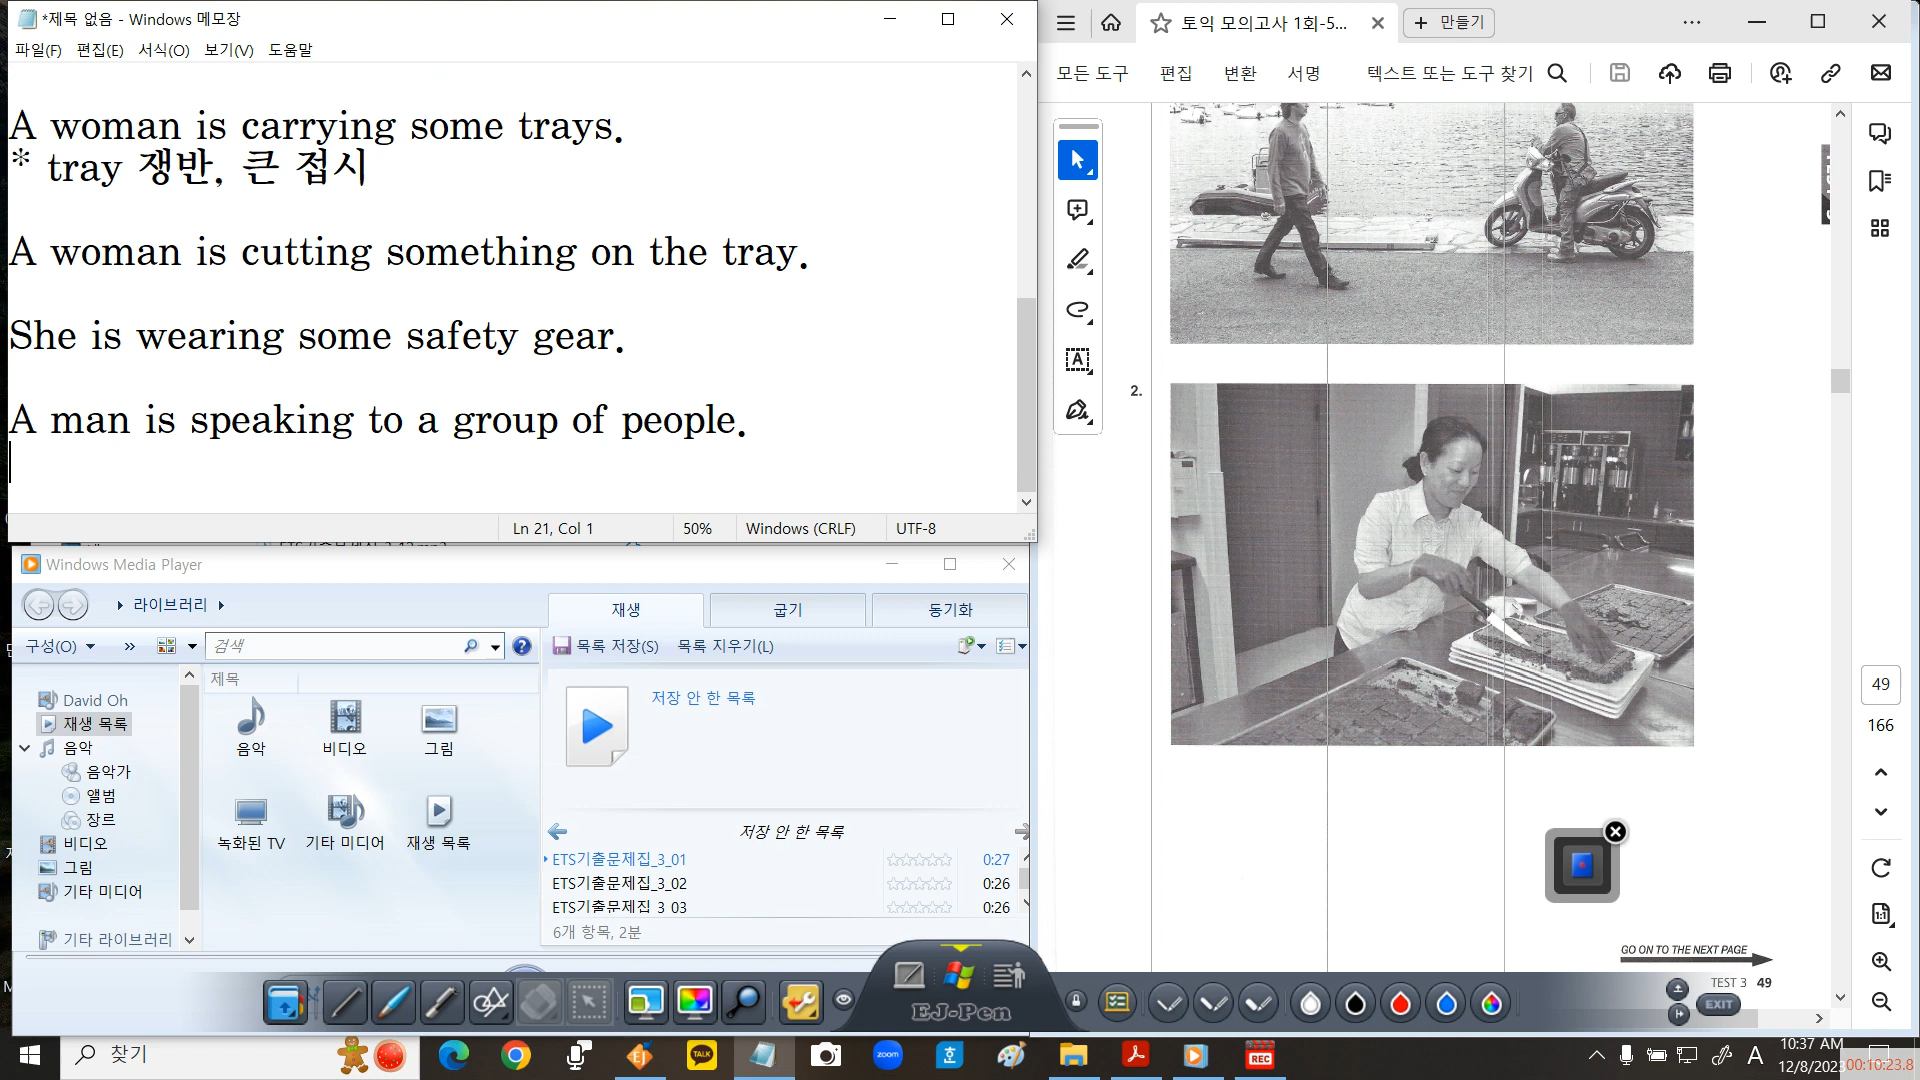 *제목 없음 - Windows 메모장
파일(F) 편집(E) 서식(O) 보기(V) 도움말
A woman is carrying some trays.
* tray 쟁반, 큰 접시
A woman is cutting something on the tray.
She is wearing some safety gear.
A man is speaking to a group of people.
Ln 21, Col 1 50% Windows (CRLF) UTF-8
Windows Media Player
라이브러리
재생 굽기 동기화
구성(O) » 검색 목록 저장(S) 목록 지우기(L)
제목
David Oh
재생 목록
음악
음악가
앨범
장르
비디오
그림
기타 미디어
기타 라이브러리
음악 비디오 그림
녹화된 TV 기타 미디어 재생 목록
저장 안 한 목록
저장 안 한 목록
ETS기출문제집_3_01 0:27
ETS기출문제집_3_02 0:26
ETS기출문제집_3_03 0:26
6개 항목, 2분
토익 모의고사 1회-5... + 만들기
모든 도구 편집 변환 서명 텍스트 또는 도구 찾기
2.
49
166
GO ON TO THE NEXT PAGE
TEST 3 49
EJ-Pen
EXIT
찾기
EJ TALK zoom REC
A 10:37 AM
12/8/2023
00:10:23.8